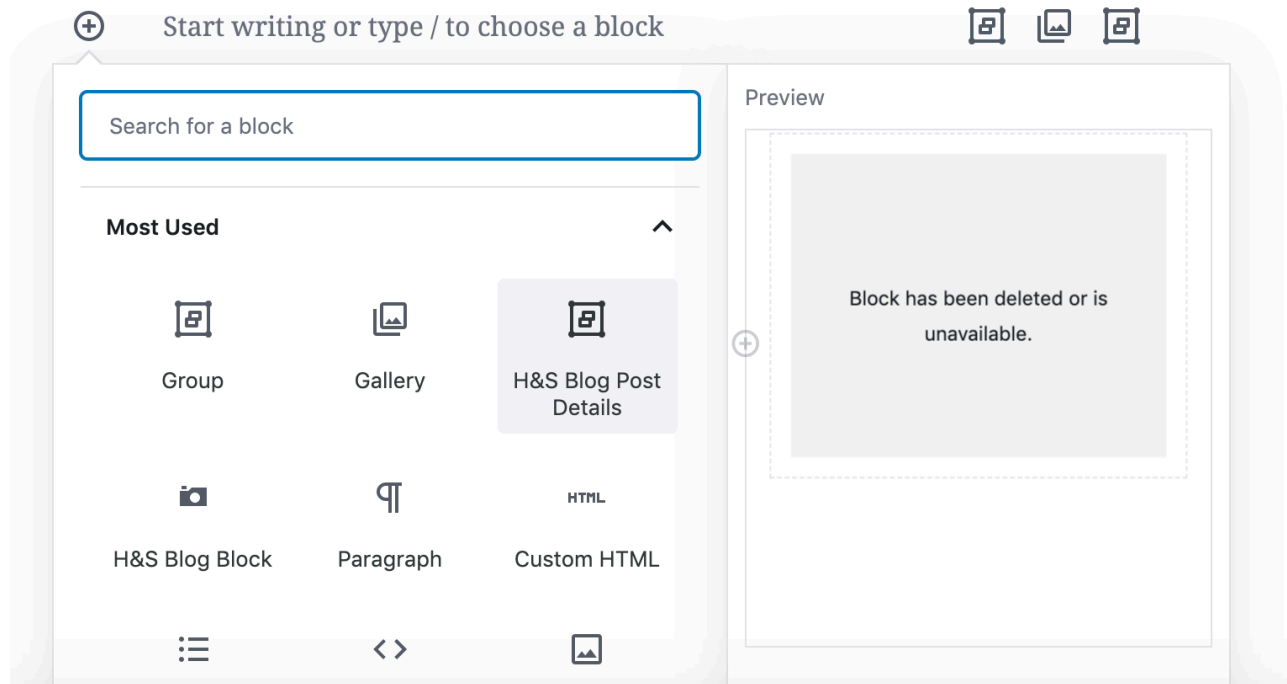 Start writing or type / to choose a block
Search for a block
Most Used
Group
Gallery
H&S Blog Post
Details
H&S Blog Block
Paragraph
HTML
Custom HTML
Preview
Block has been deleted or is
unavailable.